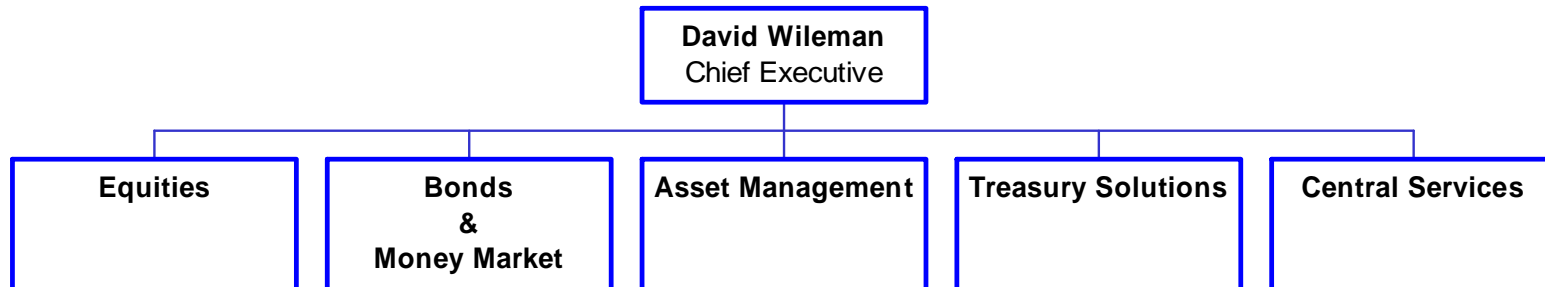 David Wileman
Chief Executive
Equities
Bonds
&
Money Market
Asset Management
Treasury Solutions
Central Services